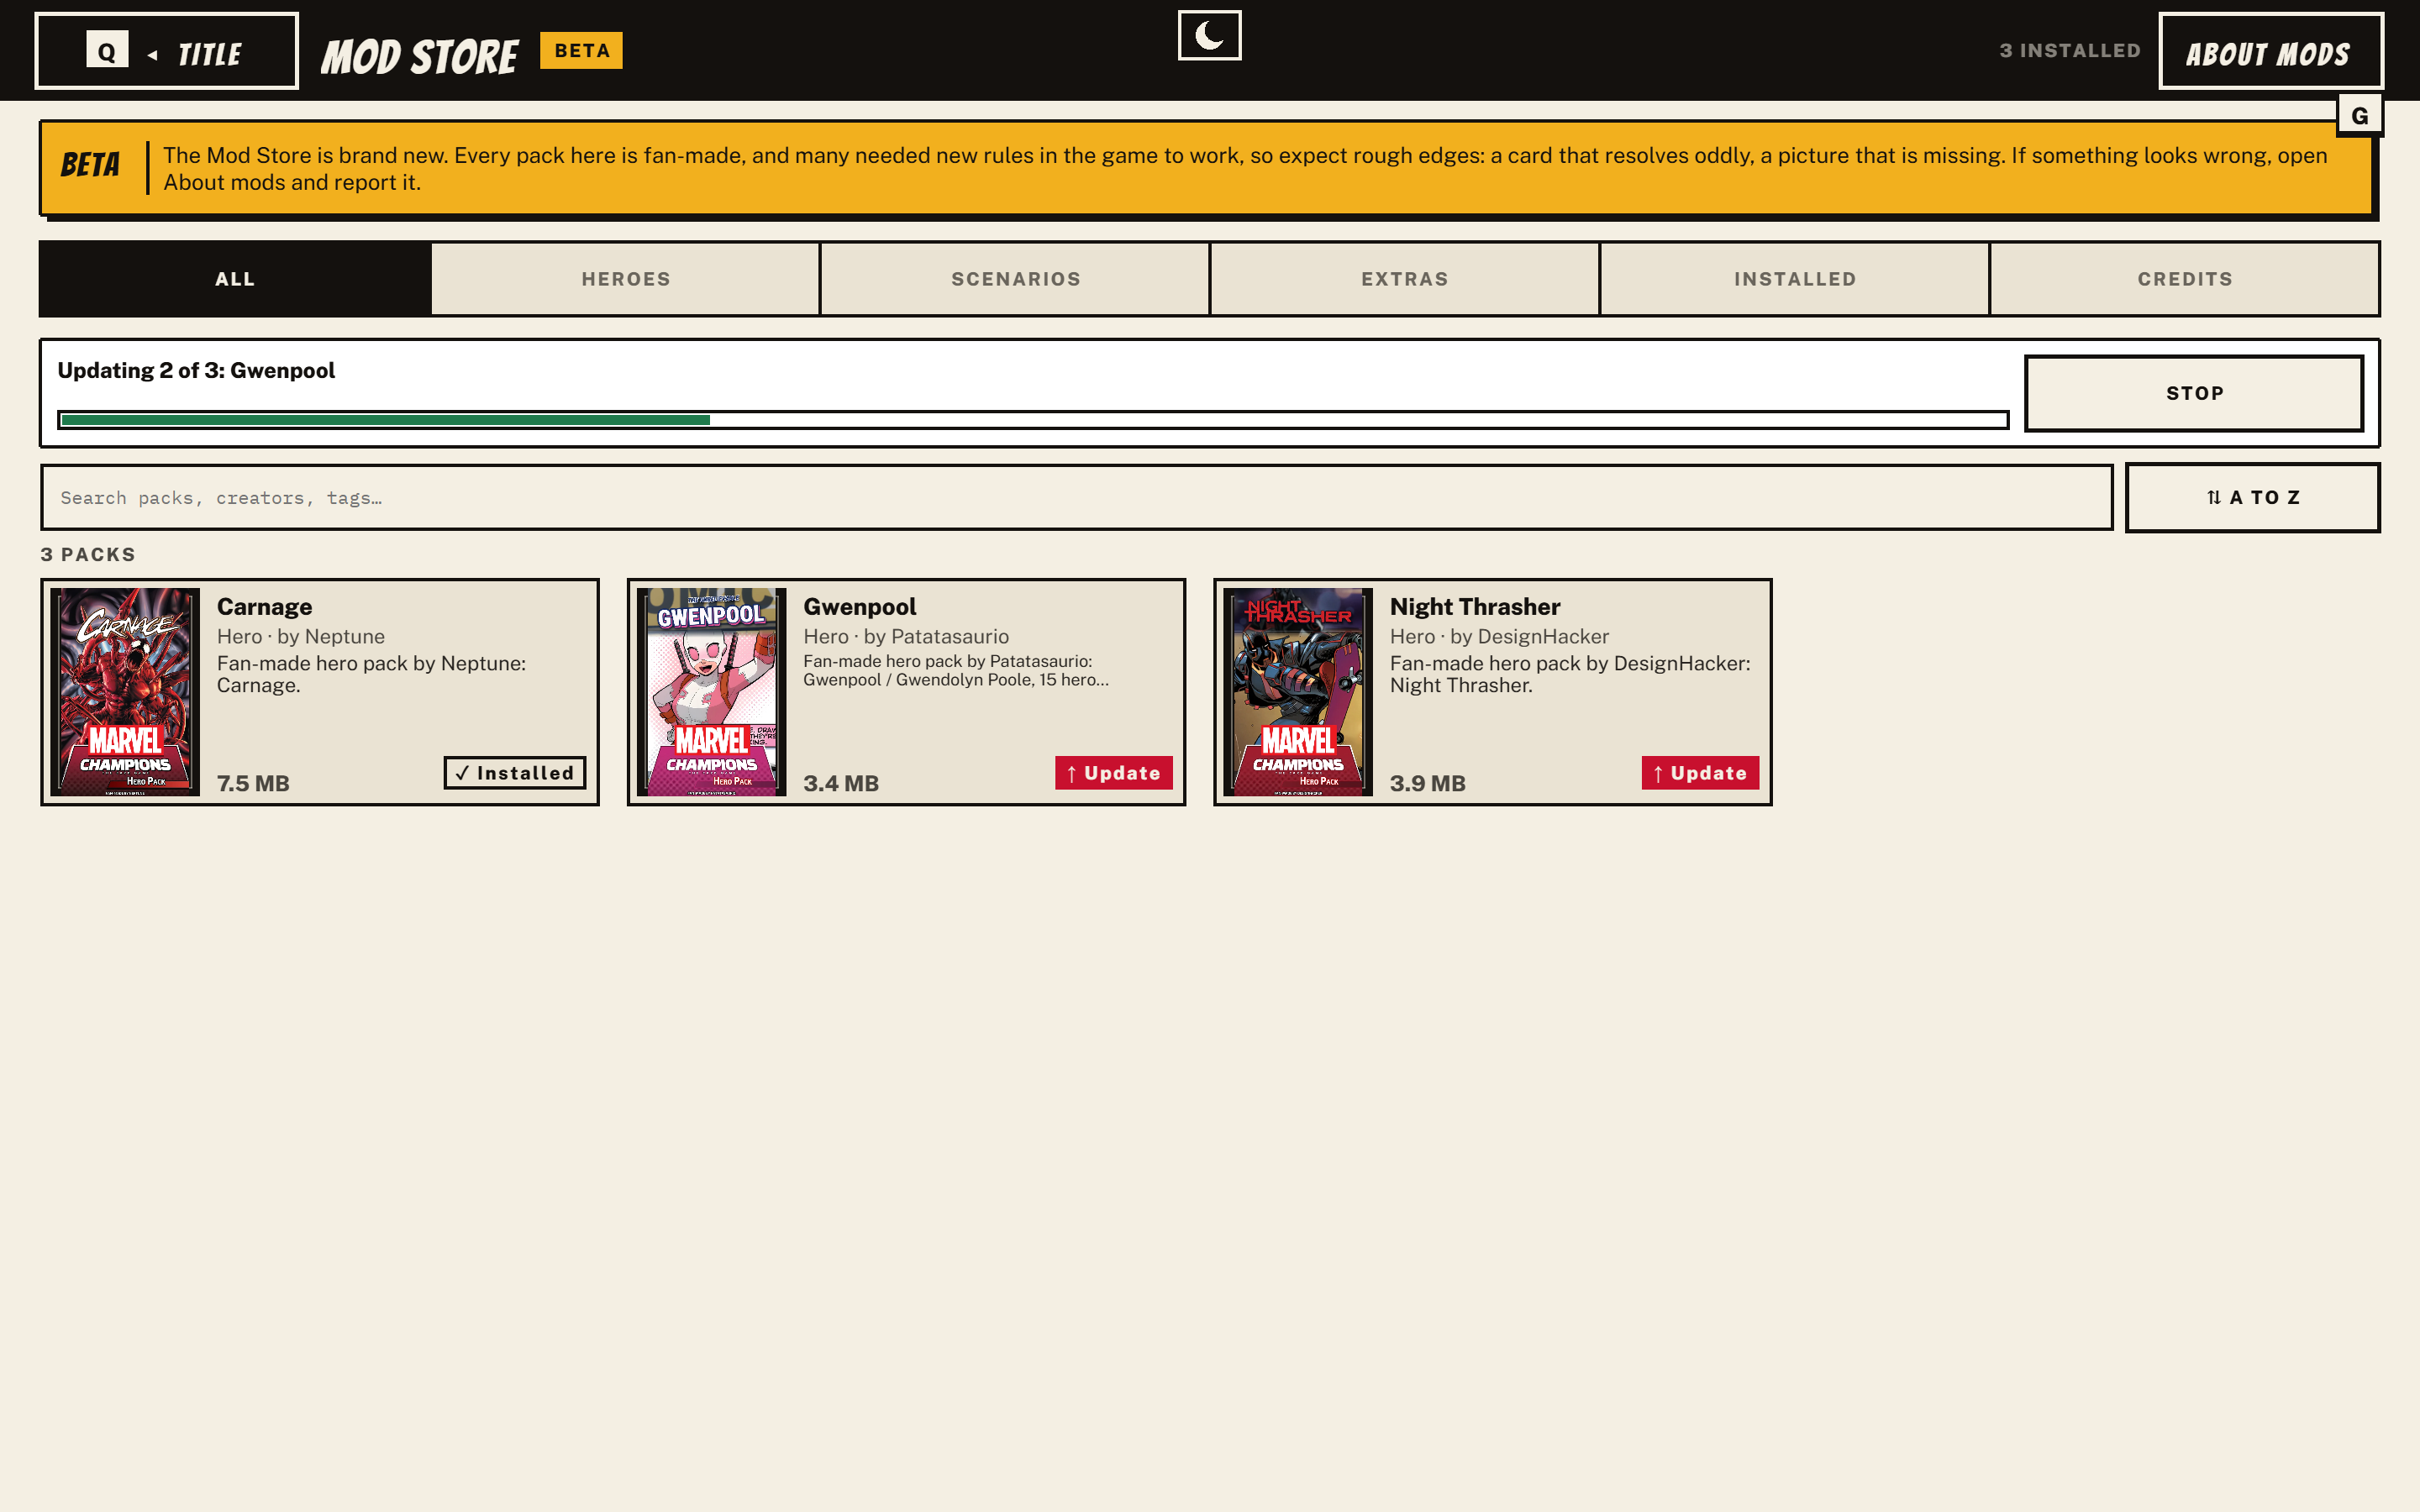 Q ◂ TITLE
MOD STORE
BETA
3 INSTALLED
ABOUT MODS
G
BETA
The Mod Store is brand new. Every pack here is fan-made, and many needed new rules in the game to work, so expect rough edges: a card that resolves oddly, a picture that is missing. If something looks wrong, open
About mods and report it.
ALL
HEROES
SCENARIOS
EXTRAS
INSTALLED
CREDITS
Updating 2 of 3: Gwenpool
STOP
Search packs, creators, tags…
⇅ A TO Z
3 PACKS
CARNAGE
MARVEL
CHAMPIONS
HERO PACK
Carnage
Hero · by Neptune
Fan-made hero pack by Neptune:
Carnage.
7.5 MB
✓ Installed
GWENPOOL
MARVEL
CHAMPIONS
HERO PACK
Gwenpool
Hero · by Patatasaurio
Fan-made hero pack by Patatasaurio:
Gwenpool / Gwendolyn Poole, 15 hero…
3.4 MB
↑ Update
NIGHT
THRASHER
MARVEL
CHAMPIONS
HERO PACK
Night Thrasher
Hero · by DesignHacker
Fan-made hero pack by DesignHacker:
Night Thrasher.
3.9 MB
↑ Update